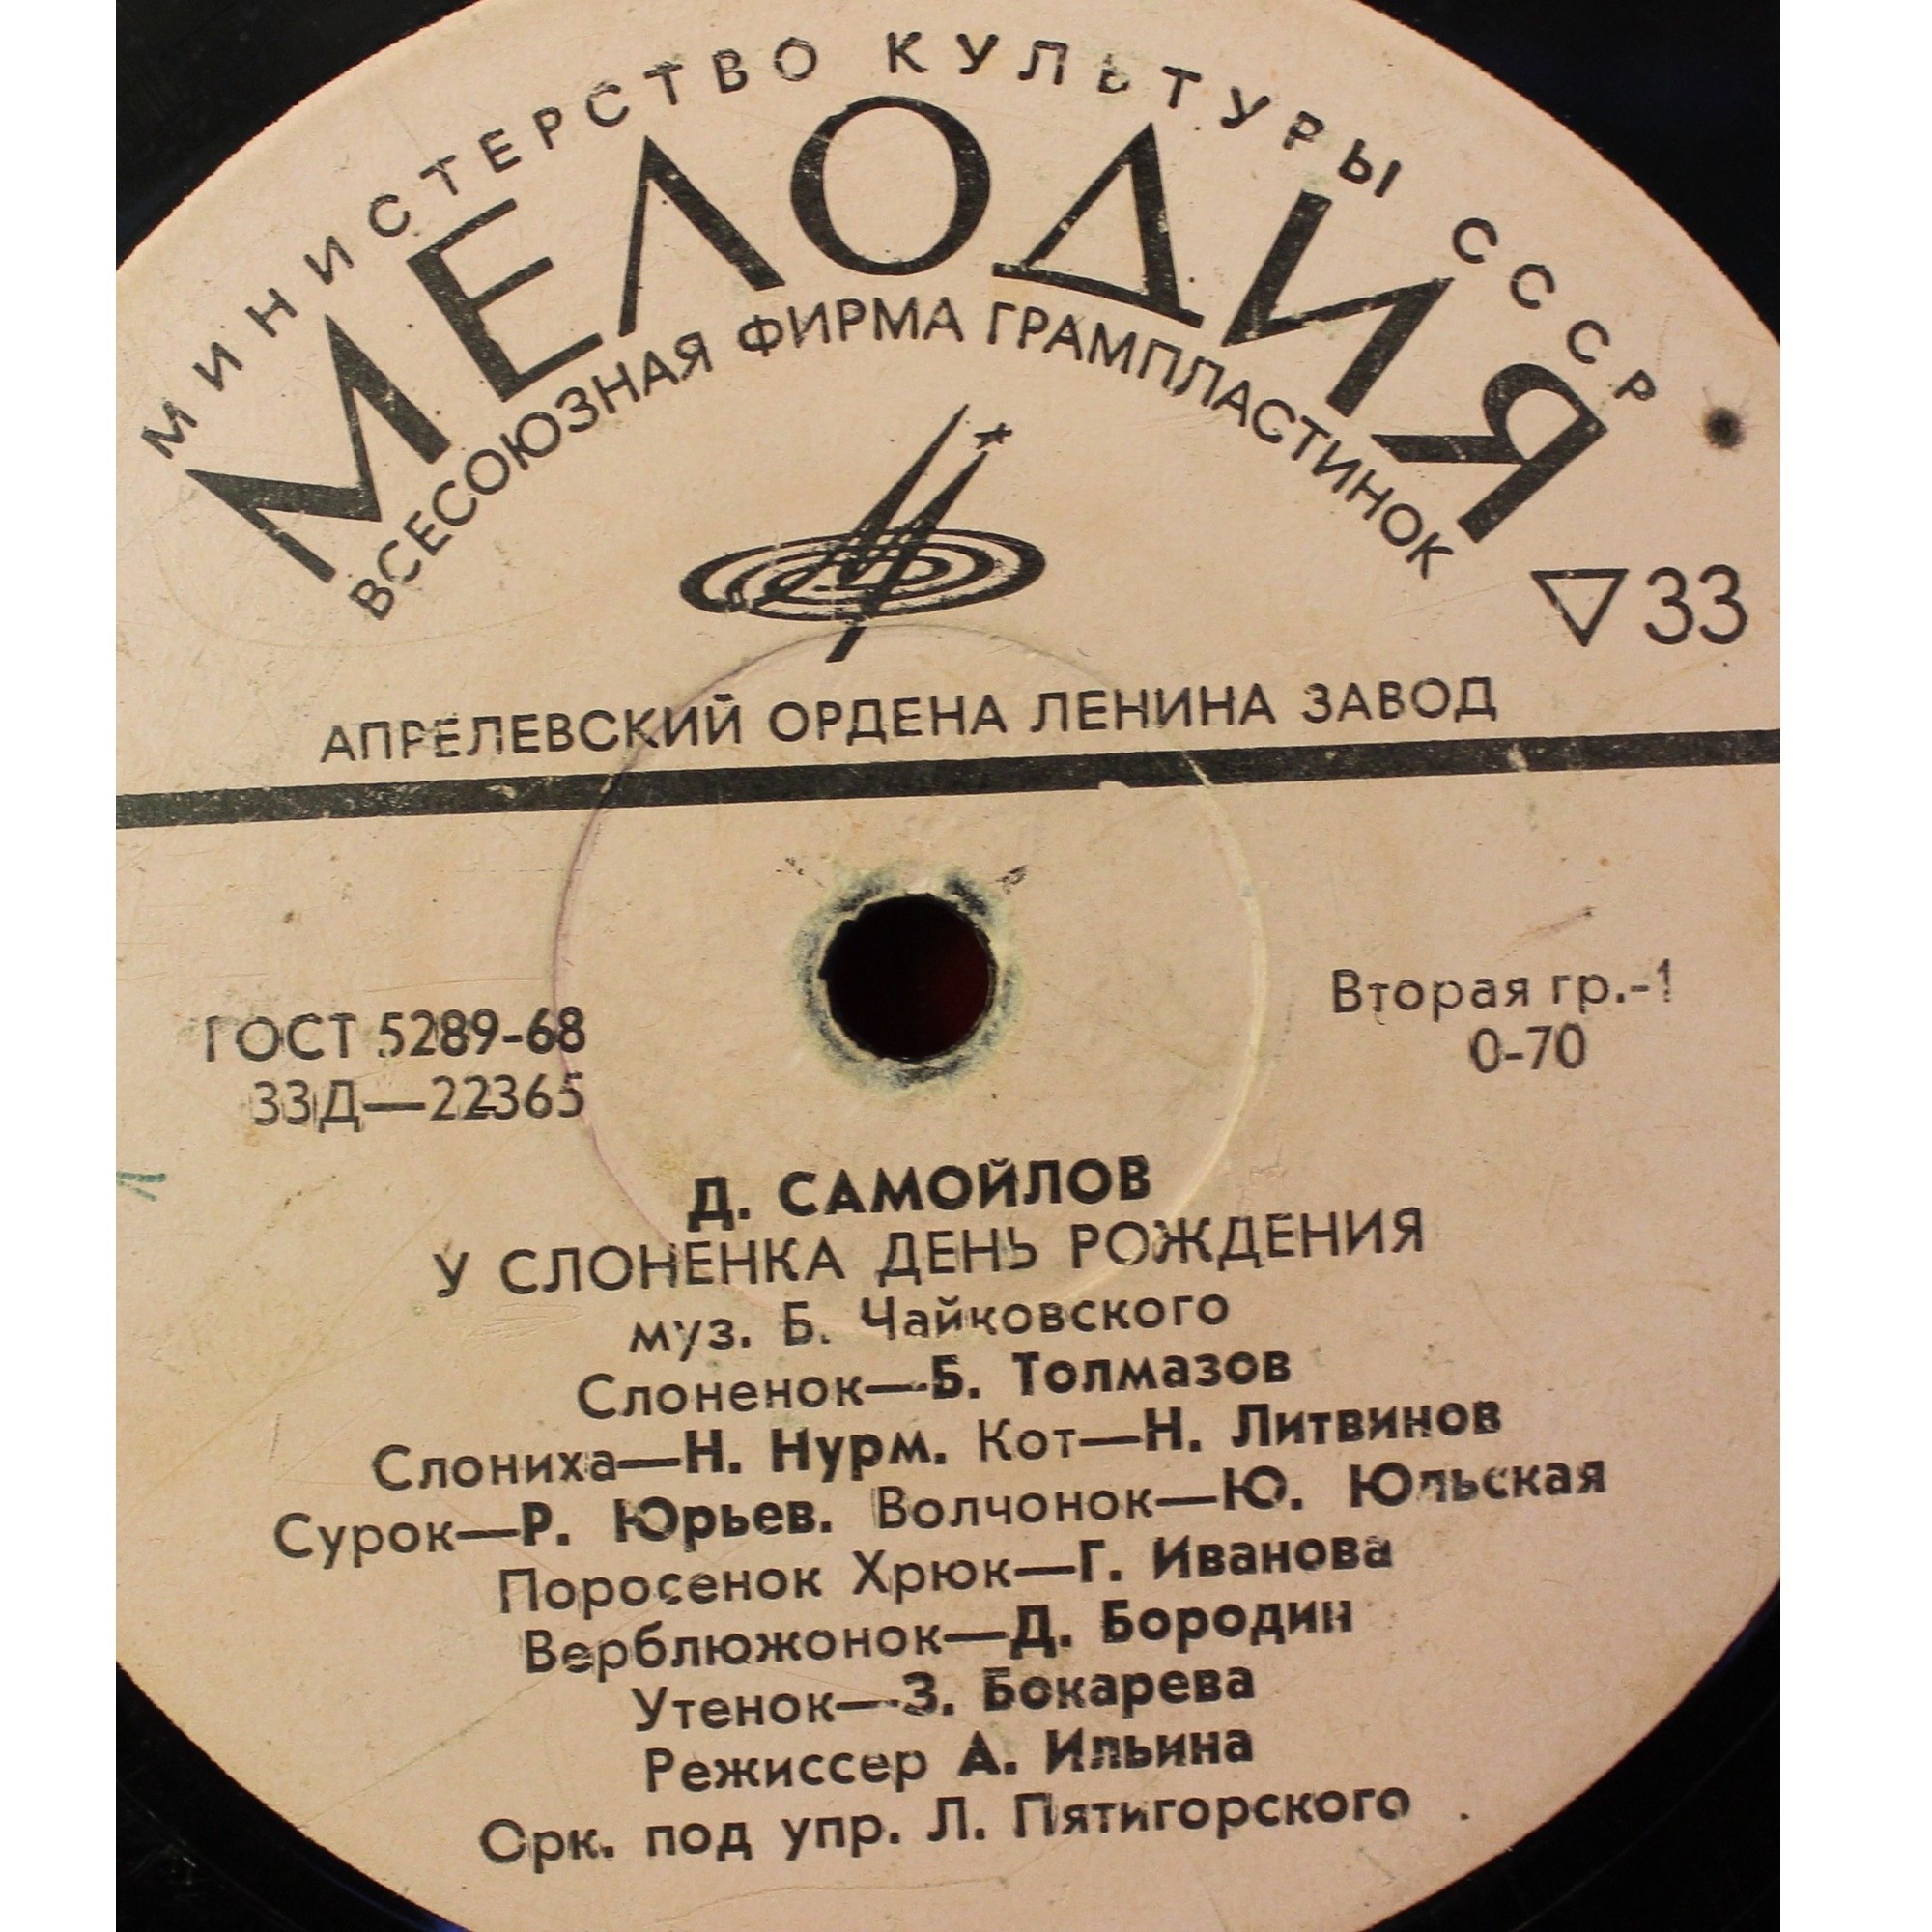 МИНИСТЕРСТВО КУЛЬТУРЫ СССР
МЕЛОДИЯ
ВСЕСОЮЗНАЯ ФИРМА ГРАМПЛАСТИНОК
33
АПРЕЛЕВСКИЙ ОРДЕНА ЛЕНИНА ЗАВОД
ГОСТ 5289-68
33Д—22365
Вторая гр.-1
0-70
Д. САМОЙЛОВ
У СЛОНЕНКА ДЕНЬ РОЖДЕНИЯ
муз. Б. Чайковского
Слоненок—Б. Толмазов
Слониха—Н. Нурм. Кот—Н. Литвинов
Сурок—Р. Юрьев. Волчонок—Ю. Юльская
Поросенок Хрюк—Г. Иванова
Верблюжонок—Д. Бородин
Утенок—З. Бокарева
Режиссер А. Ильина
Орк. под упр. Л. Пятигорского